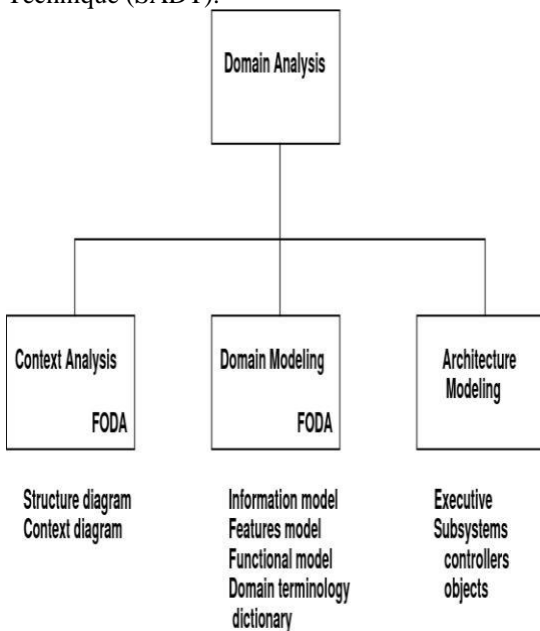 Technique (SADT).
Domain Analysis
Context Analysis
FODA
Domain Modeling
FODA
Architecture
Modeling
Structure diagram
Context diagram
Information model
Features model
Functional model
Domain terminology
dictionary
Executive
Subsystems
controllers
objects